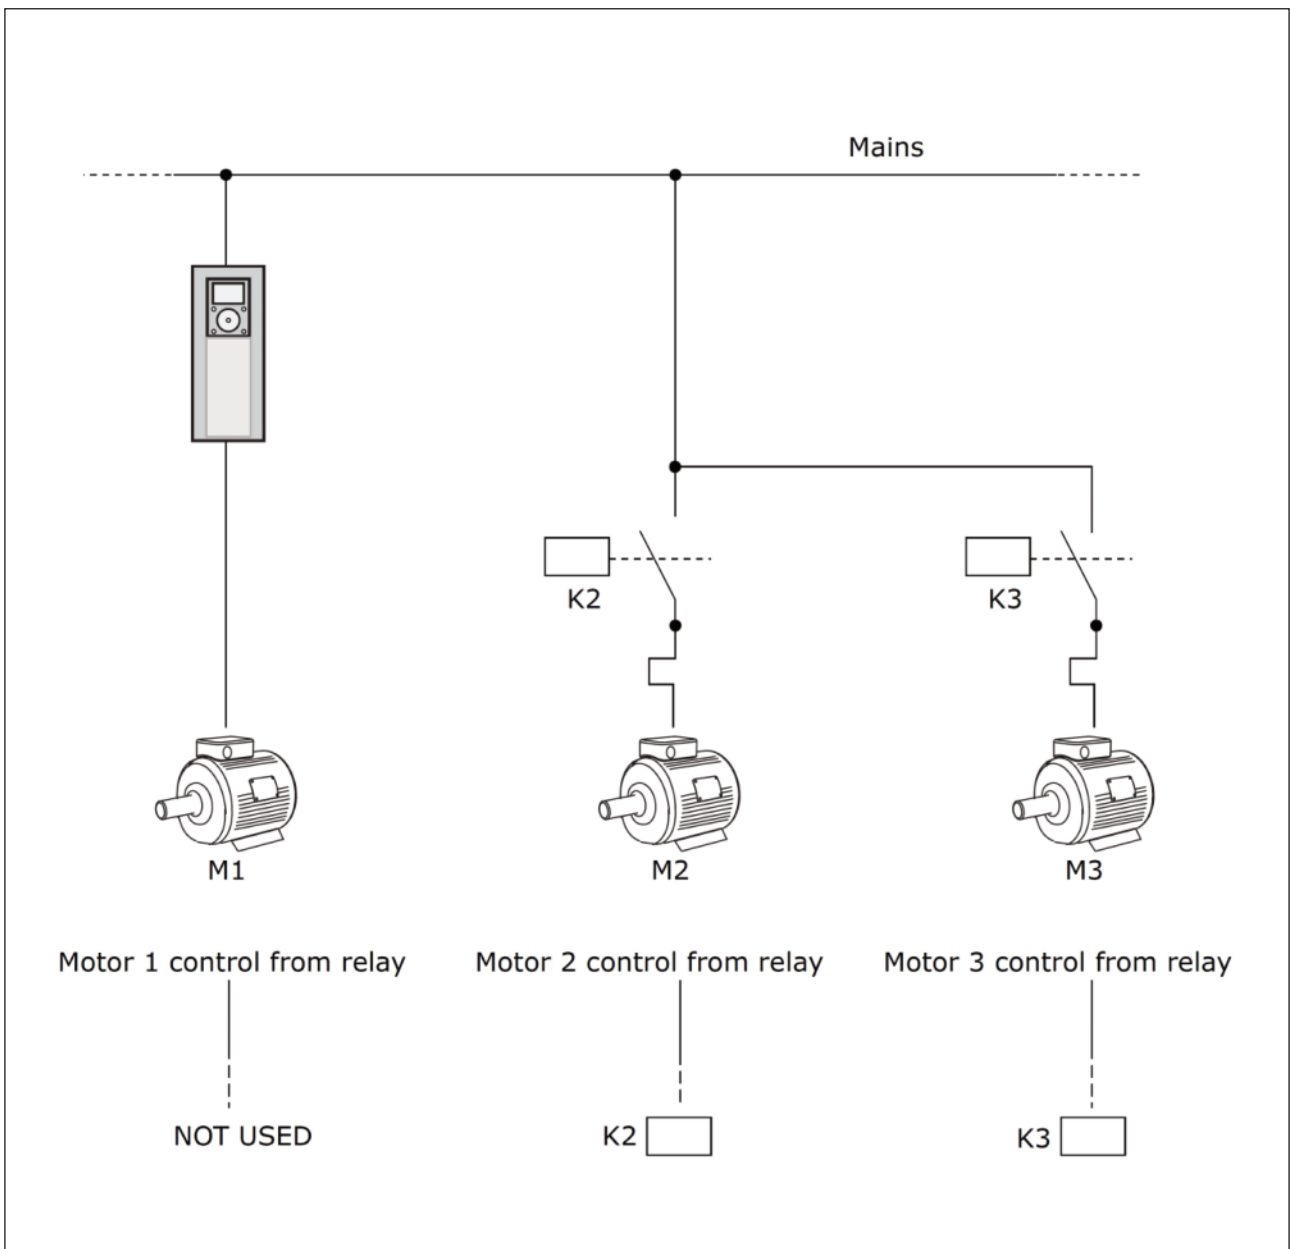 Mains
K2
K3
M1
M2
M3
Motor 1 control from relay
Motor 2 control from relay
Motor 3 control from relay
NOT USED
K2
K3